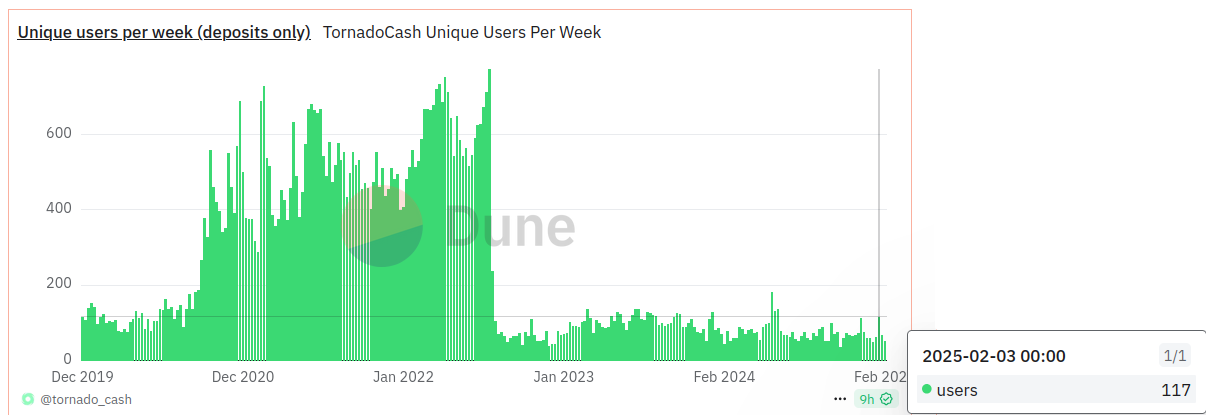 Unique users per week (deposits only) TornadoCash Unique Users Per Week
600
400
200
0
Dune
Dec 2019 Dec 2020 Jan 2022 Jan 2023 Feb 2024 Feb 202
2025-02-03 00:00 1/1
users 117
@tornado_cash 9h